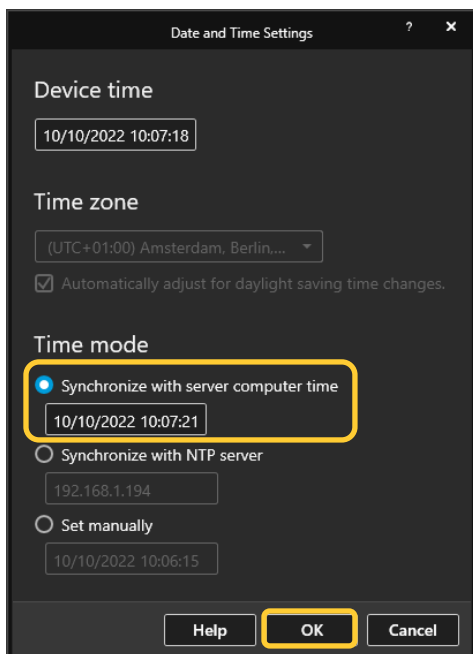 Date and Time Settings ? ×
Device time
10/10/2022 10:07:18
Time zone
(UTC+01:00) Amsterdam, Berlin,...
Automatically adjust for daylight saving time changes.
Time mode
Synchronize with server computer time
10/10/2022 10:07:21
Synchronize with NTP server
192.168.1.194
Set manually
10/10/2022 10:06:15
Help OK Cancel